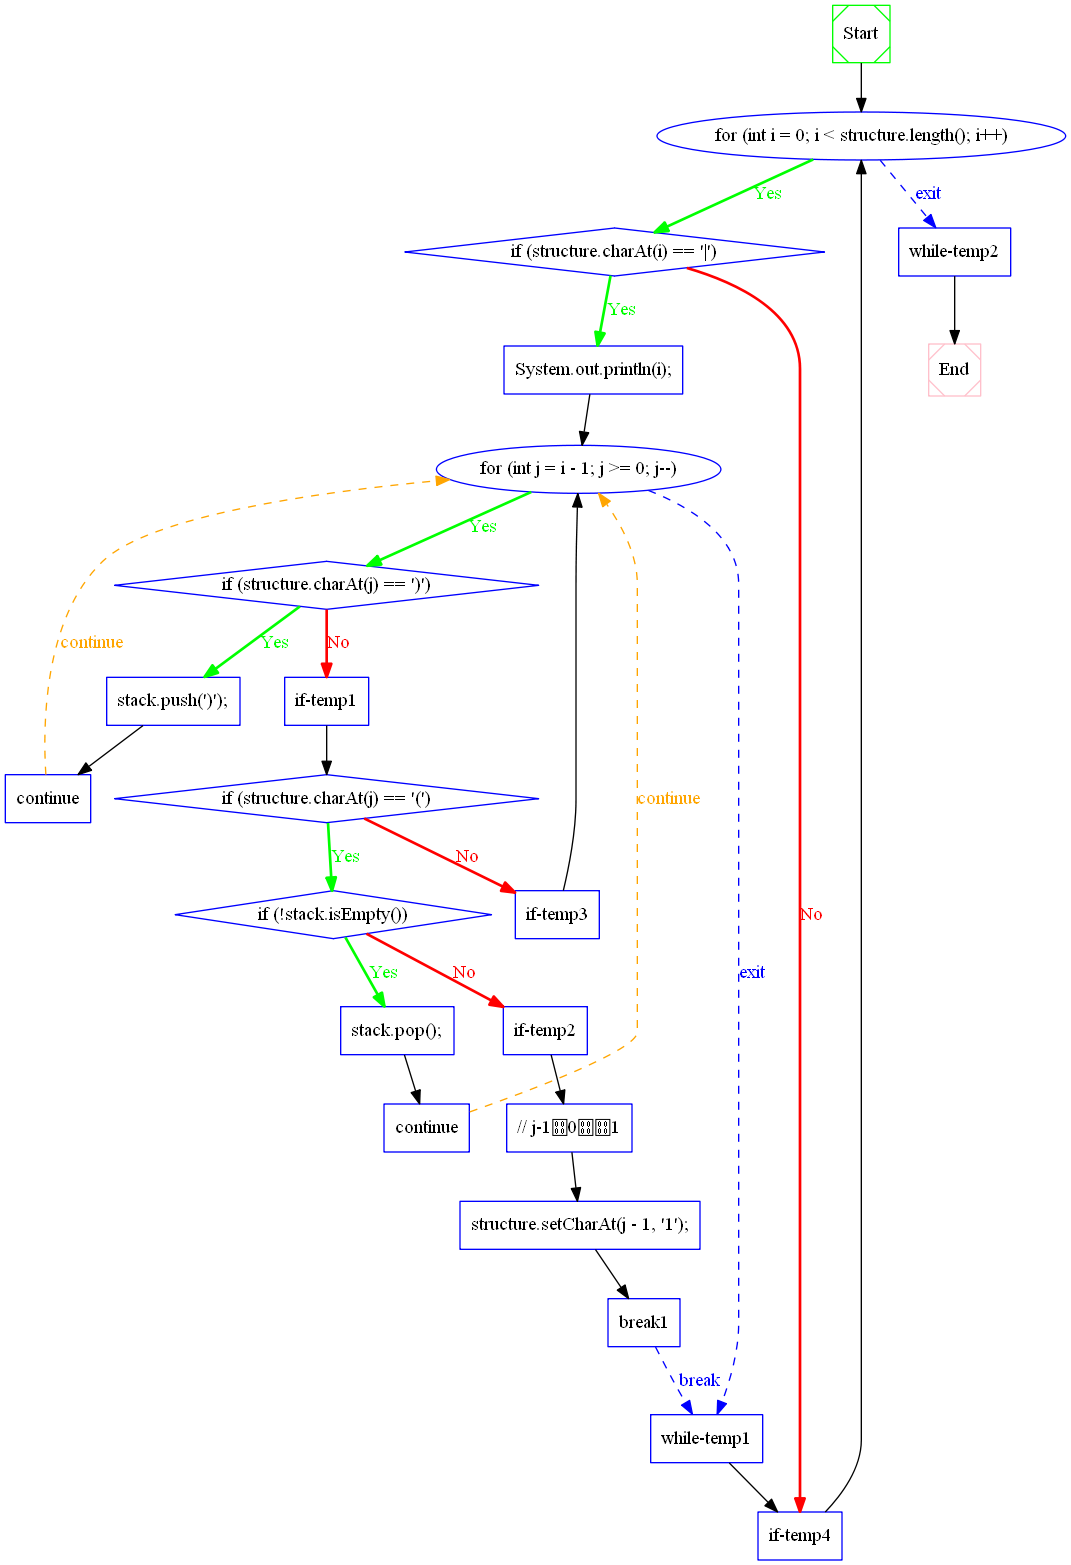 Start
for (int i = 0; i < structure.length(); i++)
Yes
exit
if (structure.charAt(i) == '|')
while-temp2
Yes
System.out.println(i);
End
for (int j = i - 1; j >= 0; j--)
Yes
if (structure.charAt(j) == ')')
continue
Yes
No
stack.push(')');
if-temp1
continue
if (structure.charAt(j) == '(')
continue
Yes
No
if (!stack.isEmpty())
if-temp3
No
Yes
No
exit
stack.pop();
if-temp2
continue
// j-1 0 1
structure.setCharAt(j - 1, '1');
break1
break
while-temp1
if-temp4